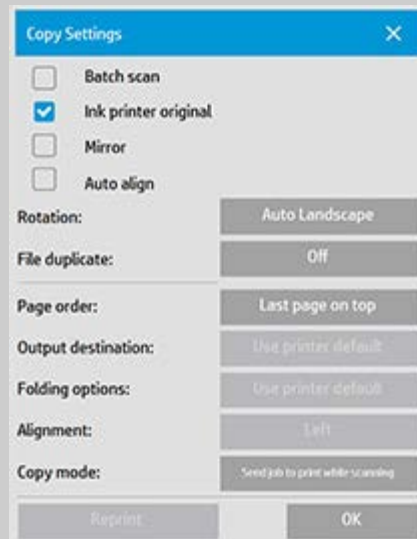 Copy Settings
Batch scan
Ink printer original
Mirror
Auto align
Rotation: Auto Landscape
File duplicate: Off
Page order: Last page on top
Output destination: Use printer default
Folding options: Use printer default
Alignment: Left
Copy mode: Send job to print while scanning
Reprint OK